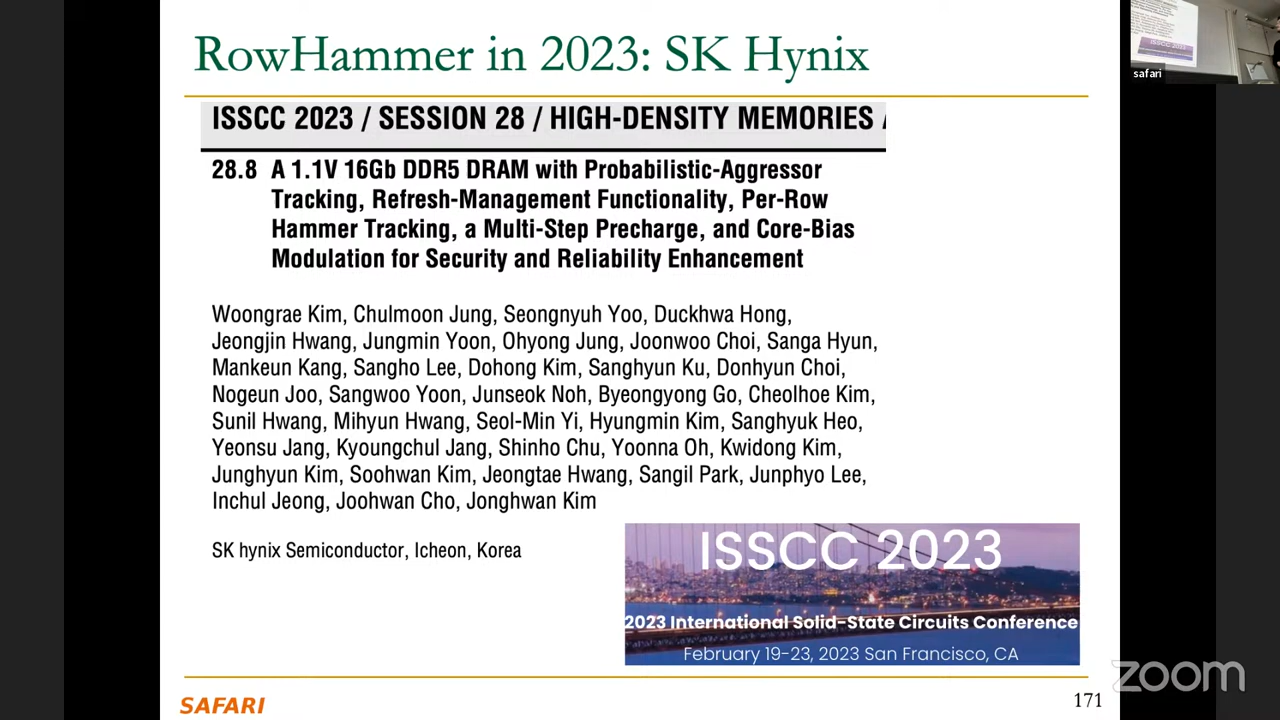 RowHammer in 2023: SK Hynix
ISSCC 2023 / SESSION 28 / HIGH-DENSITY MEMORIES
28.8 A 1.1V 16Gb DDR5 DRAM with Probabilistic-Aggressor
Tracking, Refresh-Management Functionality, Per-Row
Hammer Tracking, a Multi-Step Precharge, and Core-Bias
Modulation for Security and Reliability Enhancement
Woongrae Kim, Chulmoon Jung, Seongnyuh Yoo, Duckhwa Hong,
Jeongjin Hwang, Jungmin Yoon, Ohyong Jung, Joonwoo Choi, Sanga Hyun,
Mankeun Kang, Sangho Lee, Dohong Kim, Sanghyun Ku, Donhyun Choi,
Nogeun Joo, Sangwoo Yoon, Junseok Noh, Byeongyong Go, Cheolhoe Kim,
Sunil Hwang, Mihyun Hwang, Seol-Min Yi, Hyungmin Kim, Sanghyuk Heo,
Yeonsu Jang, Kyoungchul Jang, Shinho Chu, Yoonna Oh, Kwidong Kim,
Junghyun Kim, Soohwan Kim, Jeongtae Hwang, Sangil Park, Junphyo Lee,
Inchul Jeong, Joohwan Cho, Jonghwan Kim
SK hynix Semiconductor, Icheon, Korea
ISSCC 2023
2023 International Solid-State Circuits Conference
February 19-23, 2023 San Francisco, CA
SAFARI
171
zoom
safari
ISSCC 2023